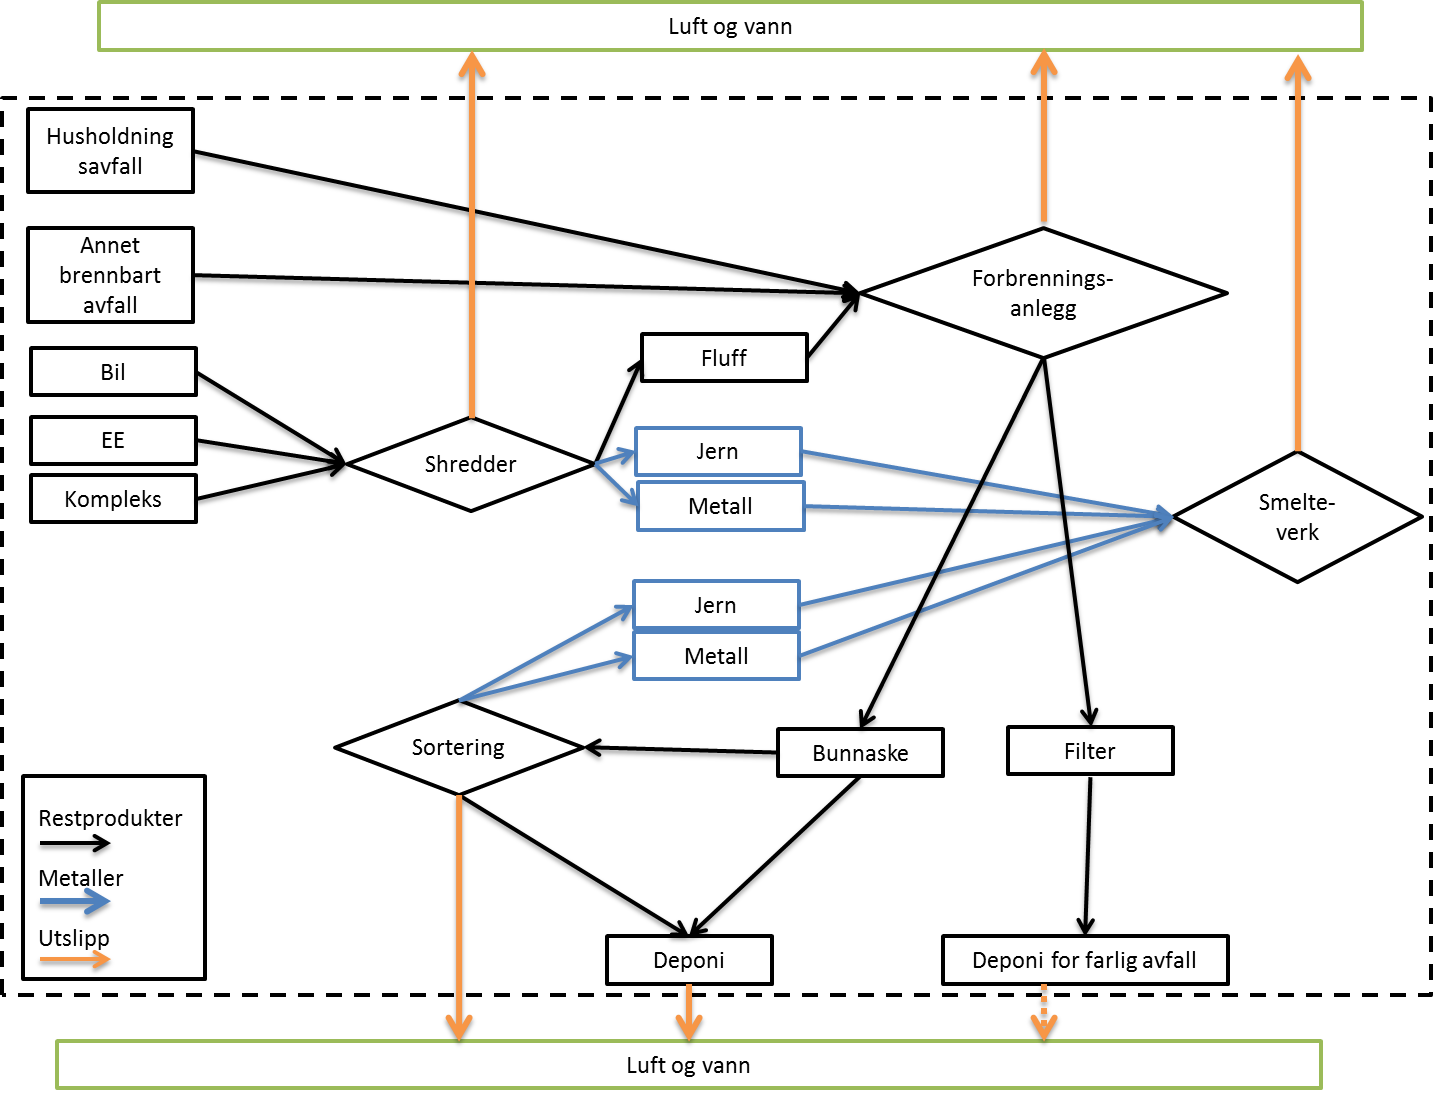 Luft og vann
Husholdning
savfall
Annet
brennbart
avfall
Forbrennings-
anlegg
Bil
Fluff
EE
Shredder
Jern
Kompleks
Metall
Smelte-
verk
Jern
Metall
Sortering
Bunnaske
Filter
Restprodukter
Metaller
Utslipp
Deponi
Deponi for farlig avfall
Luft og vann